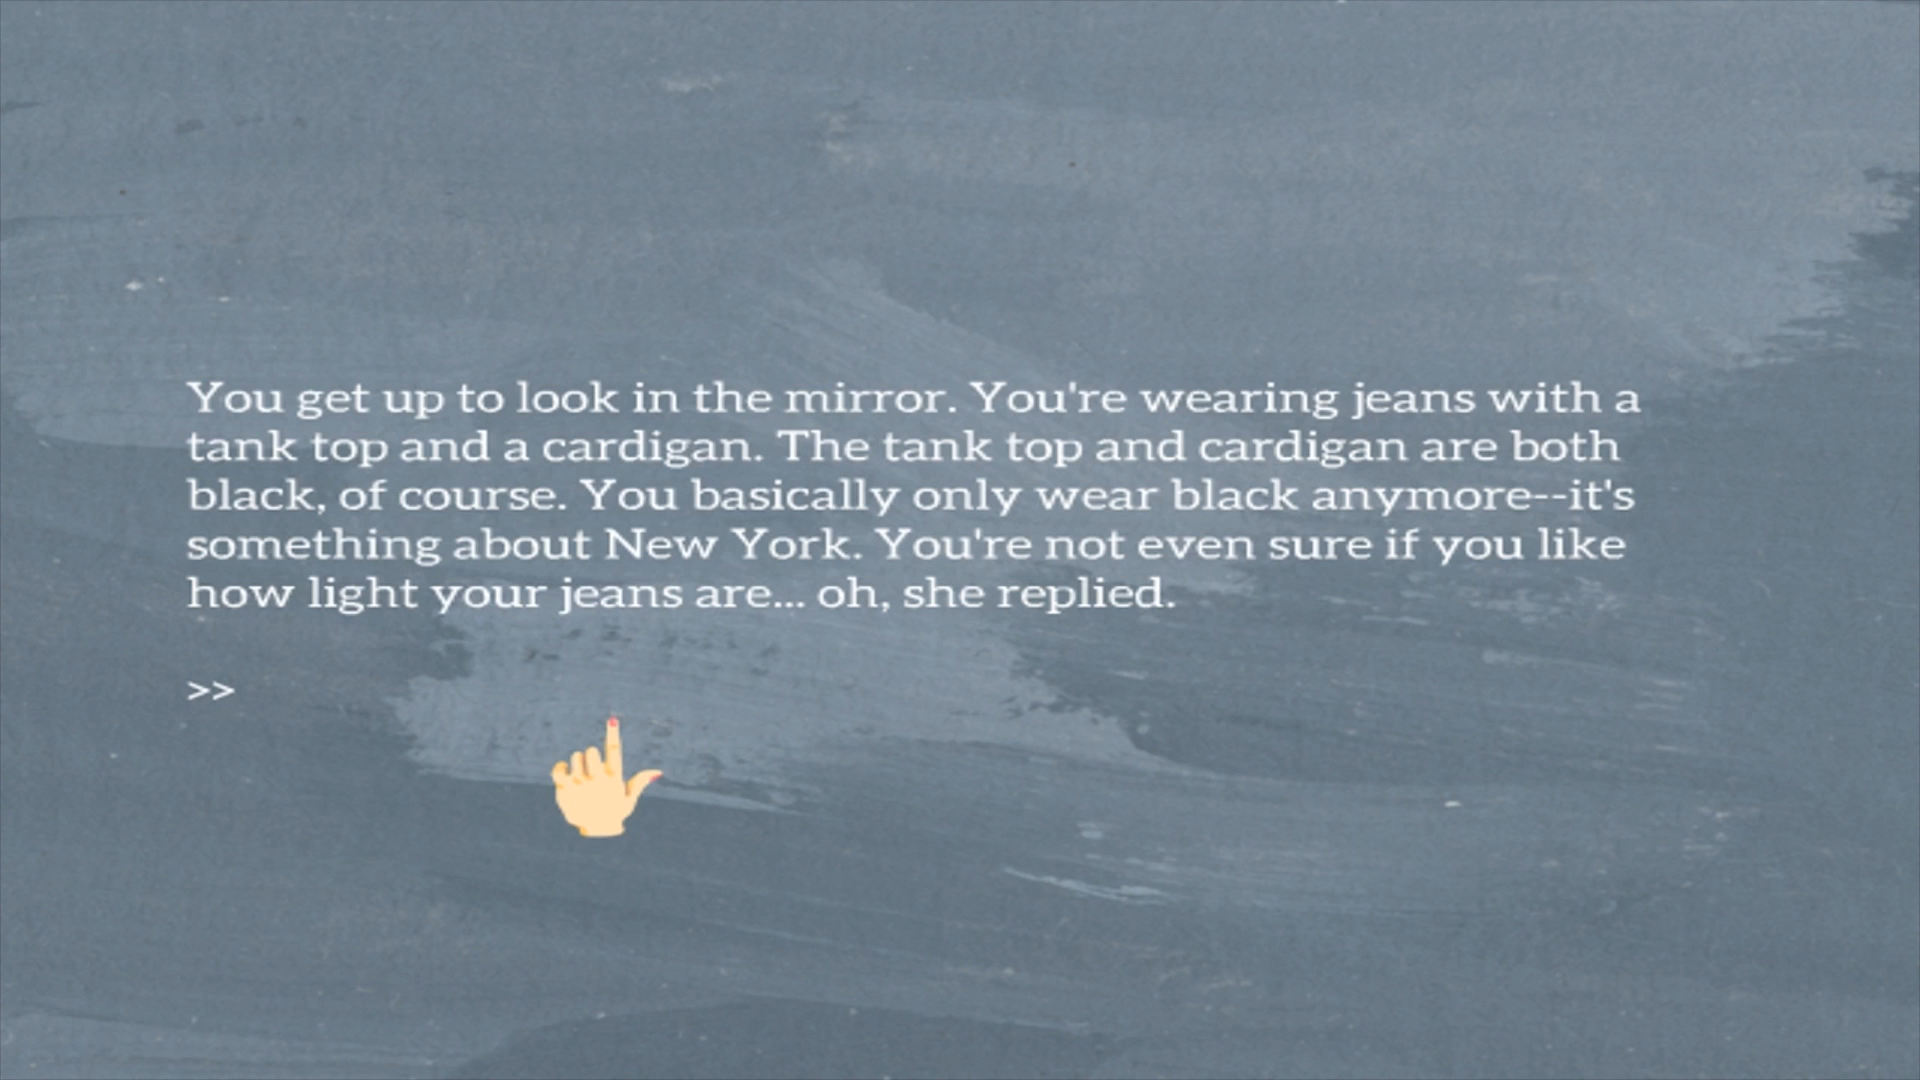 You get up to look in the mirror. You're wearing jeans with a
tank top and a cardigan. The tank top and cardigan are both
black, of course. You basically only wear black anymore--it's
something about New York. You're not even sure if you like
how light your jeans are... oh, she replied.
>>